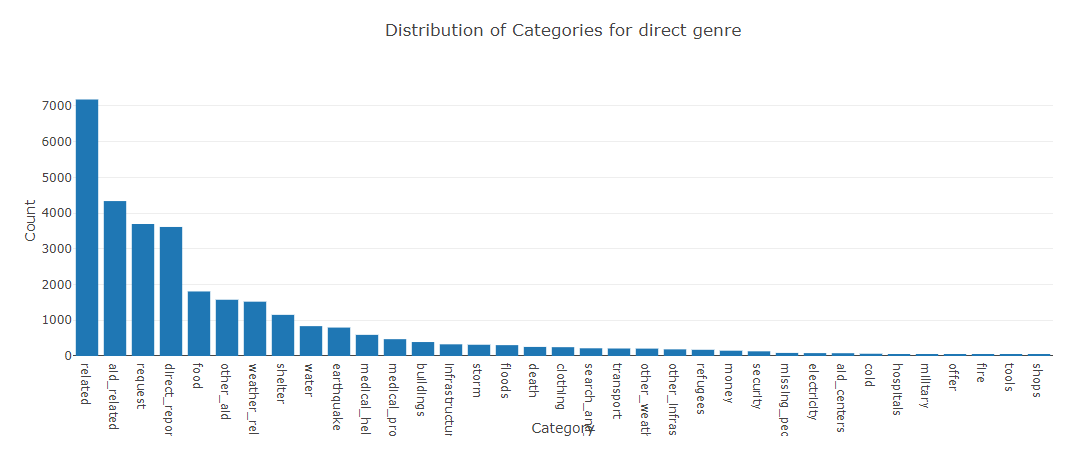 Distribution of Categories for direct genre
7000
6000
5000
4000
3000
2000
1000
0
Count
related
aid_related
request
direct_repor
food
other_aid
weather_rel
shelter
water
earthquake
medical_hel
medical_pro
buildings
infrastructur
storm
floods
death
clothing
search_and
transport
other_weath
other_infras
refugees
money
security
missing_peo
electricity
aid_centers
cold
hospitals
military
offer
fire
tools
shops
Category